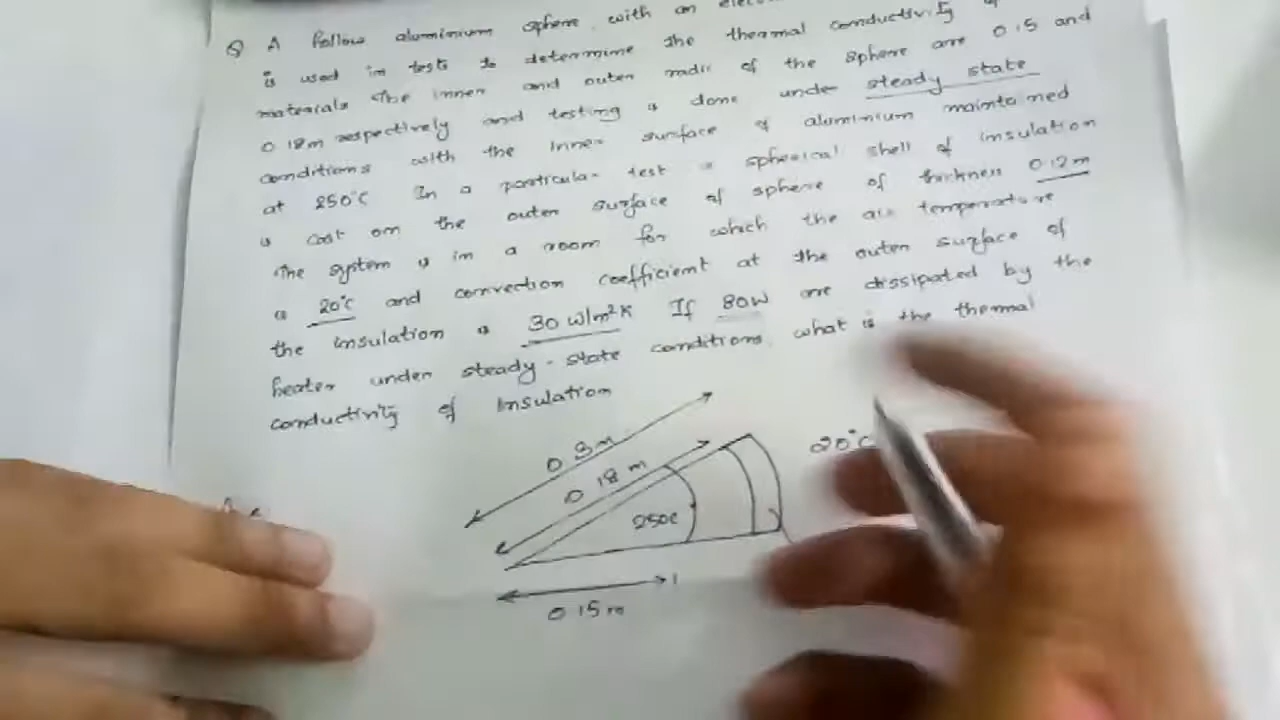 Q A Hollow aluminium sphere with an
is used in tests to determine the thermal conductivity
materials The inner and outer radii of the sphere are 0.15 and
0.18m respectively and testing is done under steady state
conditions with the inner surface of aluminium maintained
at 250°C In a particular test a spherical shell of insulation
is cast on the outer surface of sphere of thickness 0.12m
The system is in a room for which the air temperature
is 20°C and convection coefficient at the outer surface of
the insulation is 30 W/m²K If 80W are dissipated by the
heater under steady-state conditions, what is the thermal
conductivity of Insulation
0.3m
0.18m
20°C
250C
0.15m